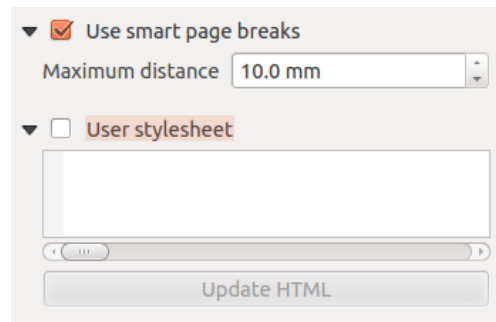 Use smart page breaks
Maximum distance 10.0 mm
User stylesheet
Update HTML